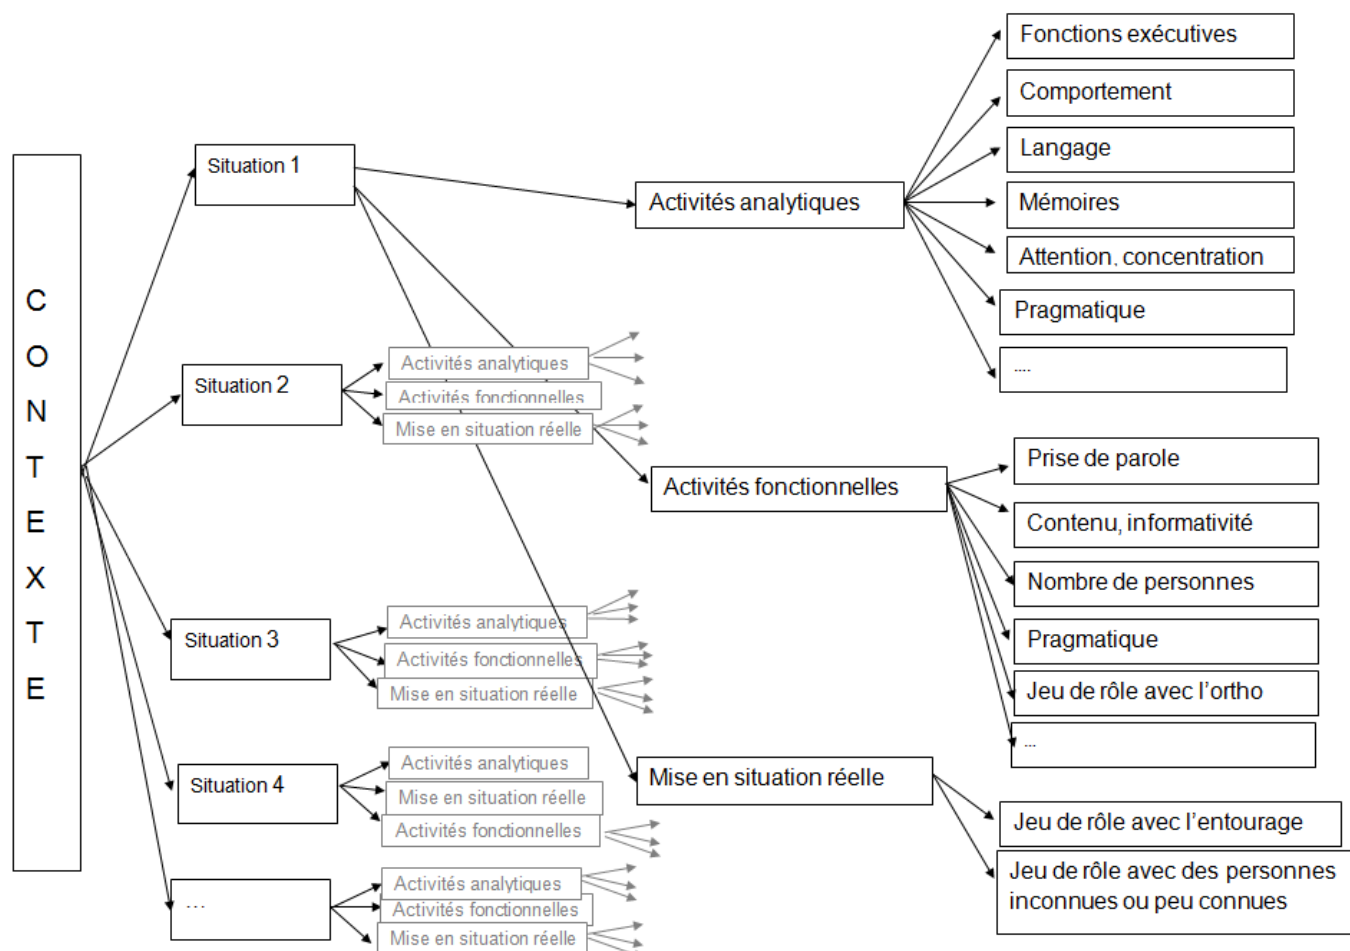 CONTEXTE
Situation 1
Activités analytiques
Fonctions exécutives
Comportement
Langage
Mémoires
Attention, concentration
Pragmatique
....
Situation 2
Activités analytiques
Activités fonctionnelles
Mise en situation réelle
Activités fonctionnelles
Prise de parole
Contenu, informativité
Nombre de personnes
Pragmatique
Jeu de rôle avec l'ortho
...
Situation 3
Activités analytiques
Activités fonctionnelles
Mise en situation réelle
Mise en situation réelle
Jeu de rôle avec l'entourage
Jeu de rôle avec des personnes
inconnues ou peu connues
Situation 4
Activités analytiques
Mise en situation réelle
Activités fonctionnelles
...
Activités analytiques
Activités fonctionnelles
Mise en situation réelle